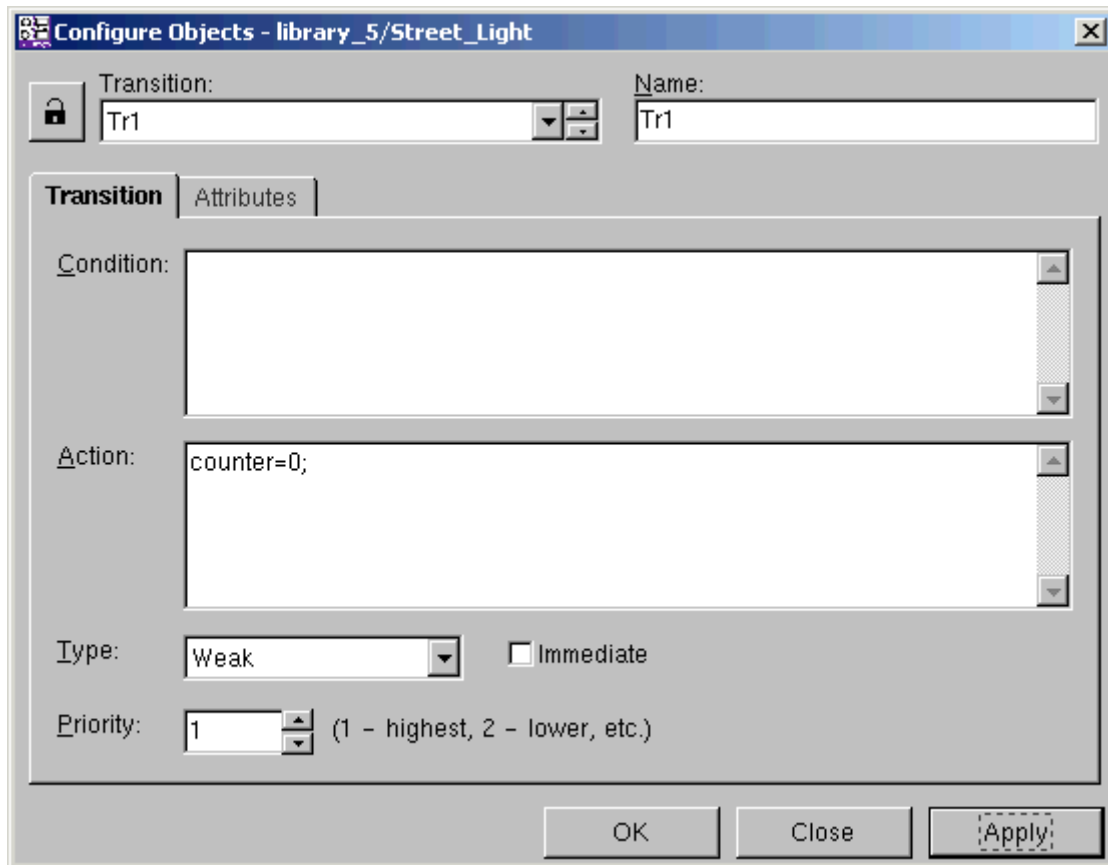 Configure Objects - library_5/Street_Light
Transition:
Name:
Tr1
Tr1
Transition
Attributes
Condition:
Action:
counter=0;
Type:
Weak
Immediate
Priority:
1
(1 – highest, 2 – lower, etc.)
OK
Close
Apply